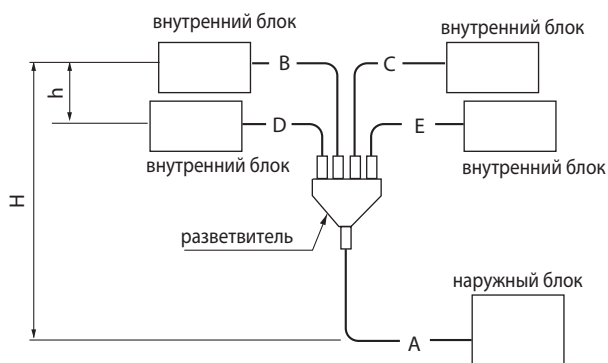 внутренний блок
внутренний блок
B
C
h
D
E
внутренний блок
внутренний блок
H
разветвитель
наружный блок
A